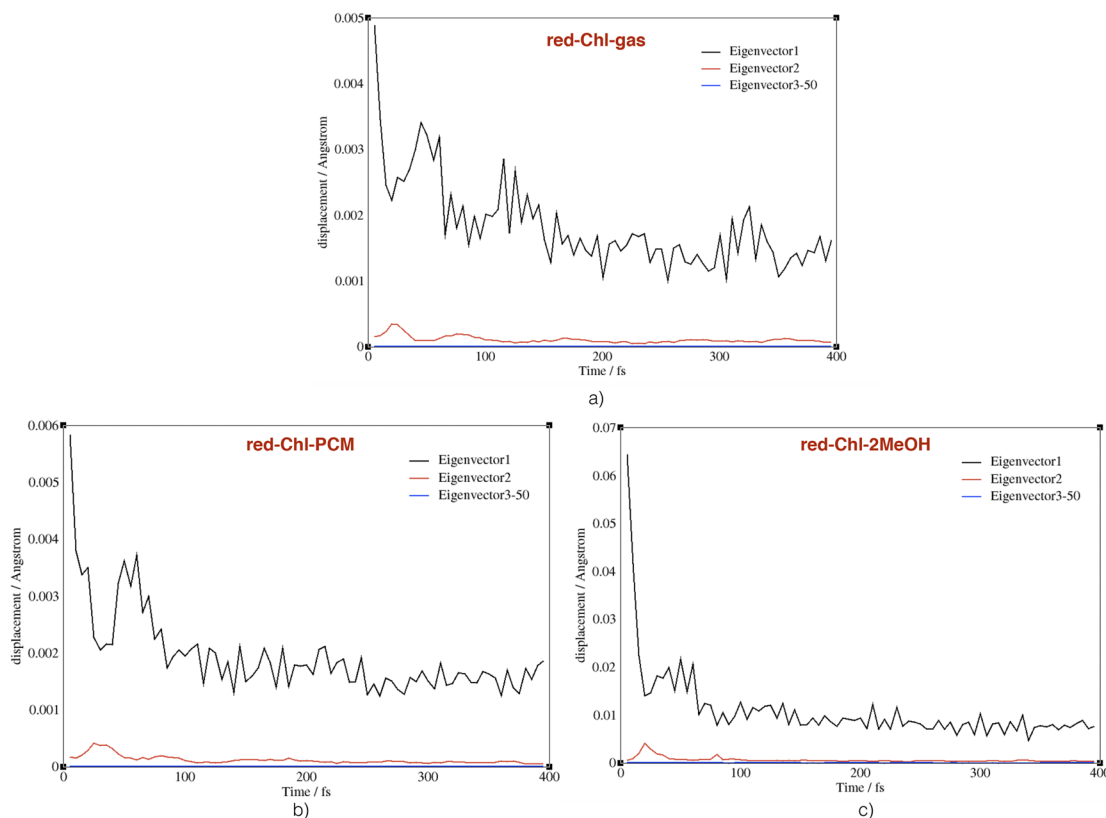 red-Chl-gas
Eigenvector1
Eigenvector2
Eigenvector3-50
0.005
0.004
0.003
0.002
0.001
0
displacement / Angstrom
0 100 200 300 400
Time / fs
a)
red-Chl-PCM
Eigenvector1
Eigenvector2
Eigenvector3-50
0.006
0.005
0.004
0.003
0.002
0.001
0
displacement / Angstrom
0 100 200 300 400
Time / fs
b)
red-Chl-2MeOH
Eigenvector1
Eigenvector2
Eigenvector3-50
0.07
0.06
0.05
0.04
0.03
0.02
0.01
0
displacement / Angstrom
0 100 200 300 400
Time / fs
c)